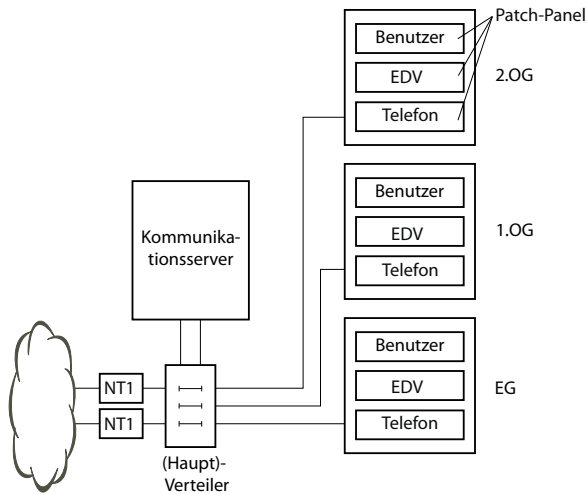 Patch-Panel
Benutzer
EDV
Telefon
2.OG
Benutzer
EDV
Telefon
1.OG
Kommunika-
tionsserver
Benutzer
EDV
Telefon
EG
NT1
NT1
(Haupt)-
Verteiler